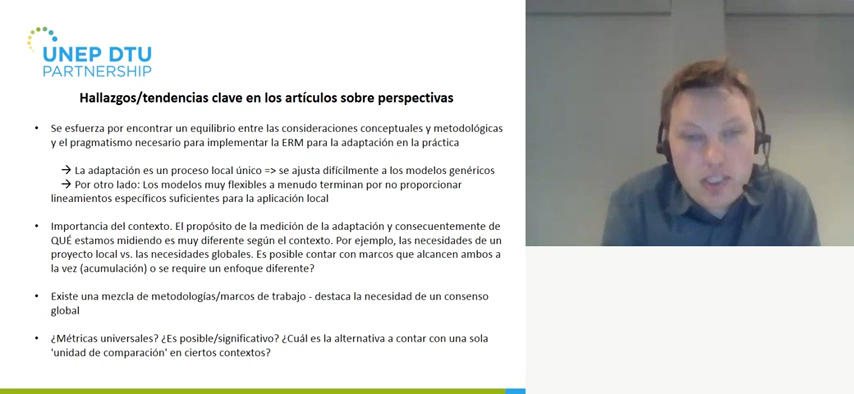 UNEP DTU
PARTNERSHIP
Hallazgos/tendencias clave en los artículos sobre perspectivas
• Se esfuerza por encontrar un equilibrio entre las consideraciones conceptuales y metodológicas
y el pragmatismo necesario para implementar la ERM para la adaptación en la práctica
→ La adaptación es un proceso local único => se ajusta difícilmente a los modelos genéricos
→ Por otro lado: Los modelos muy flexibles a menudo terminan por no proporcionar
lineamientos específicos suficientes para la aplicación local
• Importancia del contexto. El propósito de la medición de la adaptación y consecuentemente de
QUÉ estamos midiendo es muy diferente según el contexto. Por ejemplo, las necesidades de un
proyecto local vs. las necesidades globales. Es posible contar con marcos que alcancen ambos a
la vez (acumulación) o se require un enfoque diferente?
• Existe una mezcla de metodologías/marcos de trabajo - destaca la necesidad de un consenso
global
• ¿Métricas universales? ¿Es posible/significativo? ¿Cuál es la alternativa a contar con una sola
'unidad de comparación' en ciertos contextos?